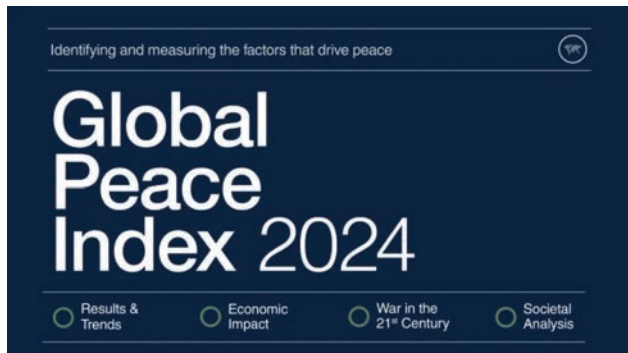 Identifying and measuring the factors that drive peace
Global
Peace
Index 2024
Results &
Trends
Economic
Impact
War in the
21st Century
Societal
Analysis